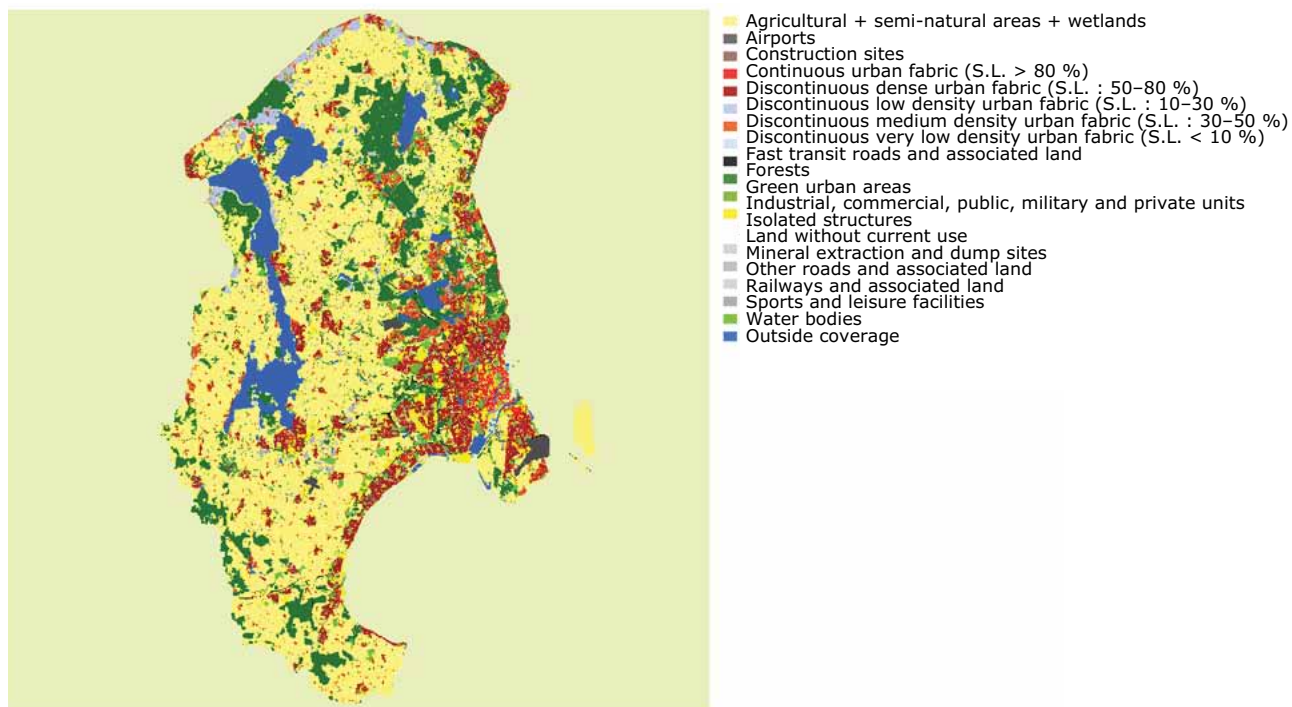 Agricultural + semi-natural areas + wetlands
Airports
Construction sites
Continuous urban fabric (S.L. > 80 %)
Discontinuous dense urban fabric (S.L. : 50–80 %)
Discontinuous low density urban fabric (S.L. : 10–30 %)
Discontinuous medium density urban fabric (S.L. : 30–50 %)
Discontinuous very low density urban fabric (S.L. < 10 %)
Fast transit roads and associated land
Forests
Green urban areas
Industrial, commercial, public, military and private units
Isolated structures
Land without current use
Mineral extraction and dump sites
Other roads and associated land
Railways and associated land
Sports and leisure facilities
Water bodies
Outside coverage